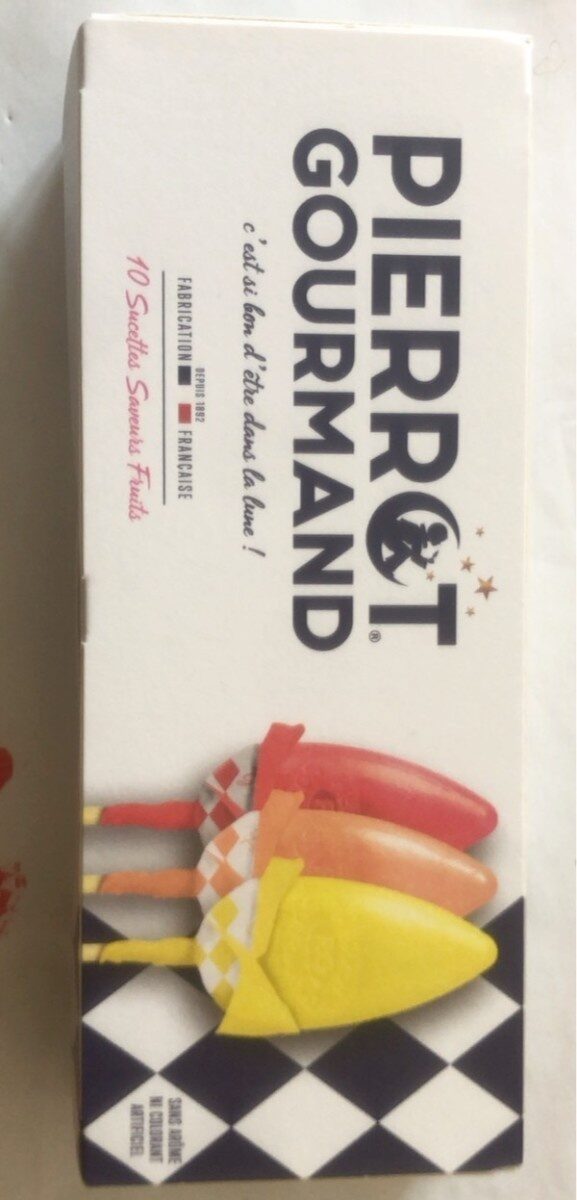 PIERROT
GOURMAND®
c'est si bon d'être dans la lune !
DEPUIS 1892
FABRICATION FRANÇAISE
10 Sucettes Saveurs Fruits
SANS ARÔME
NI COLORANT
ARTIFICIEL